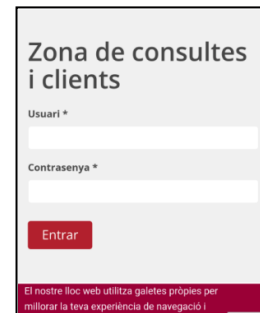 Zona de consultes
i clients
Usuari *
Contrasenya *
Entrar
El nostre lloc web utilitza galetes pròpies per
millorar la teva experiència de navegació i